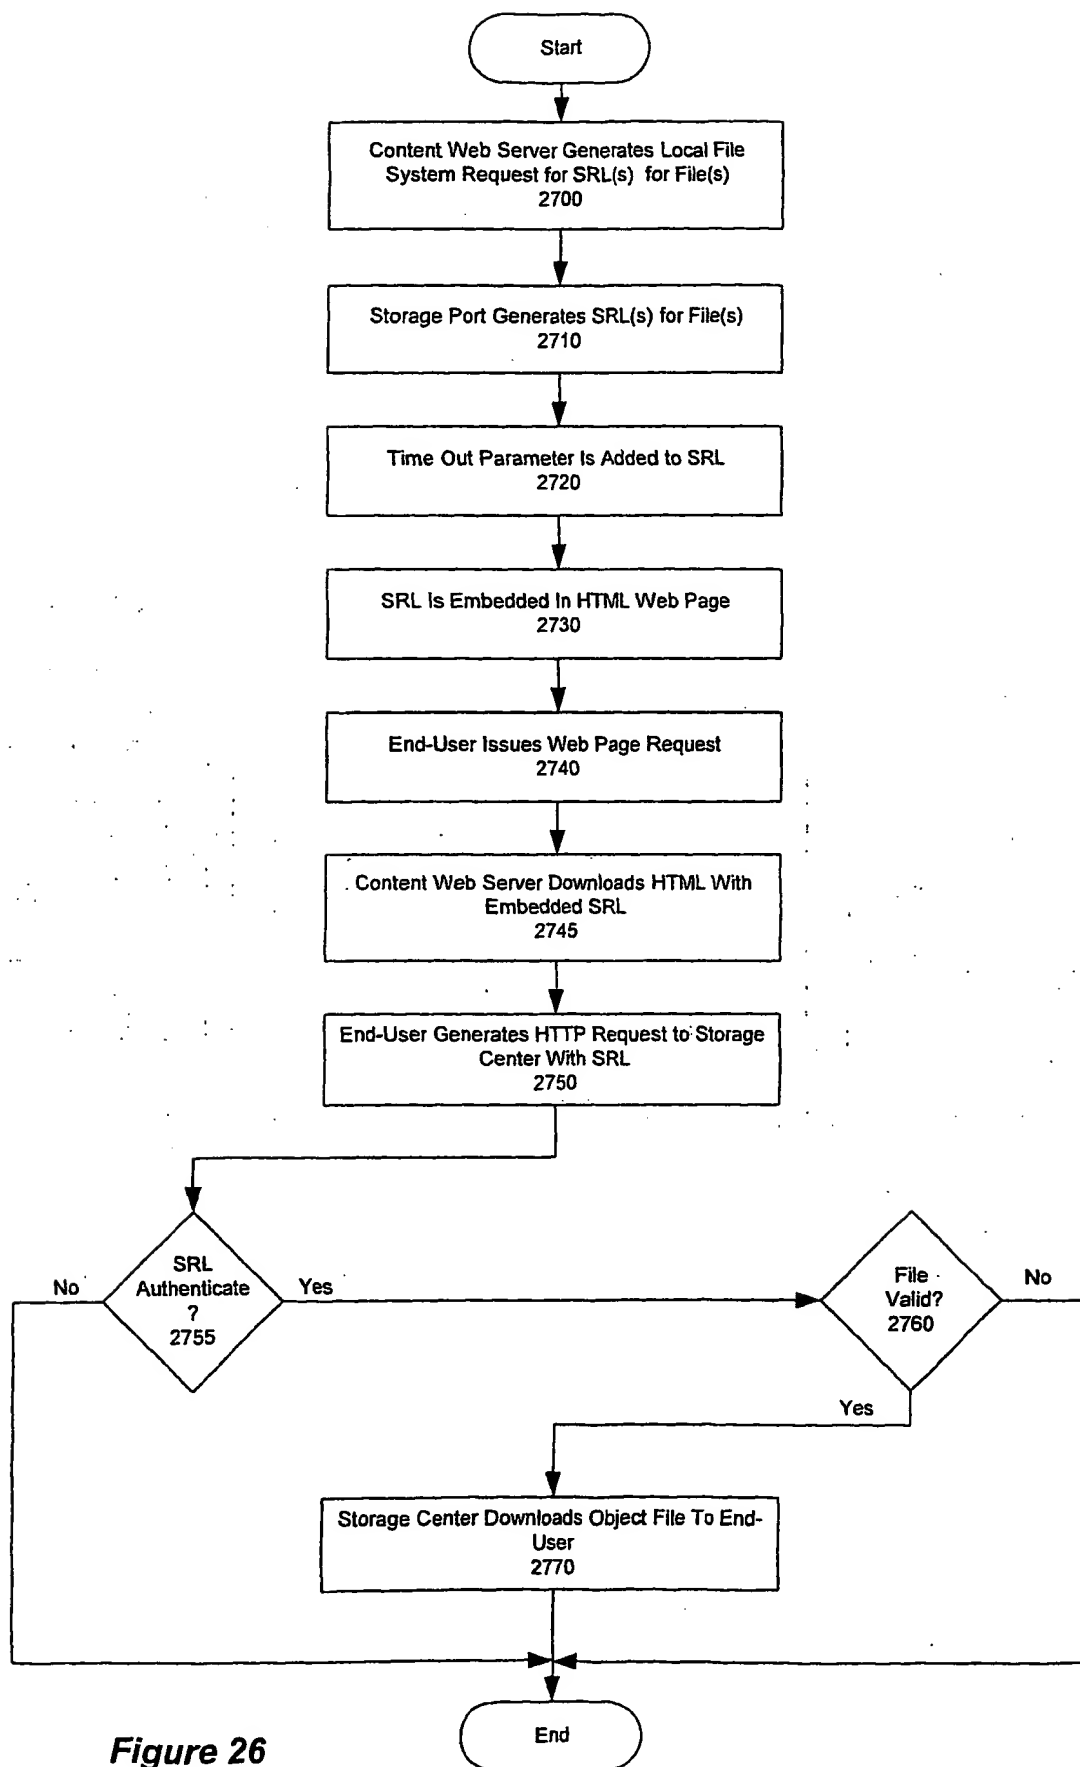 Start
Content Web Server Generates Local File
System Request for SRL(s) for File(s)
2700
Storage Port Generates SRL(s) for File(s)
2710
Time Out Parameter Is Added to SRL
2720
SRL Is Embedded In HTML Web Page
2730
End-User Issues Web Page Request
2740
Content Web Server Downloads HTML With
Embedded SRL
2745
End-User Generates HTTP Request to Storage
Center With SRL
2750
No
SRL
Authenticate
?
2755
Yes
File
Valid?
2760
No
Yes
Storage Center Downloads Object File To End-
User
2770
End
Figure 26